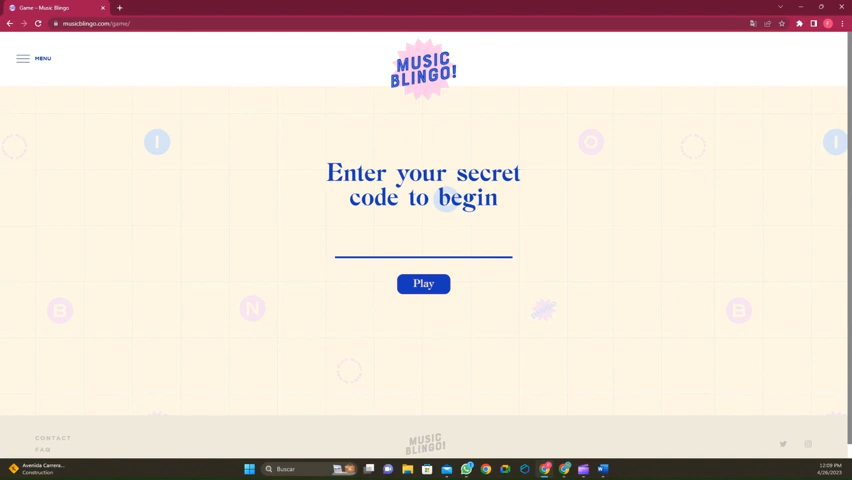 Game – Music Blingo
musicblingo.com/game/
MENU
MUSIC
BLINGO!
I
O
I
Enter your secret
code to begin
Play
B
N
B
CONTACT
FAQ
MUSIC
BLINGO!
Avenida Carrera...
Construction
Buscar
12:09 PM
4/26/2023